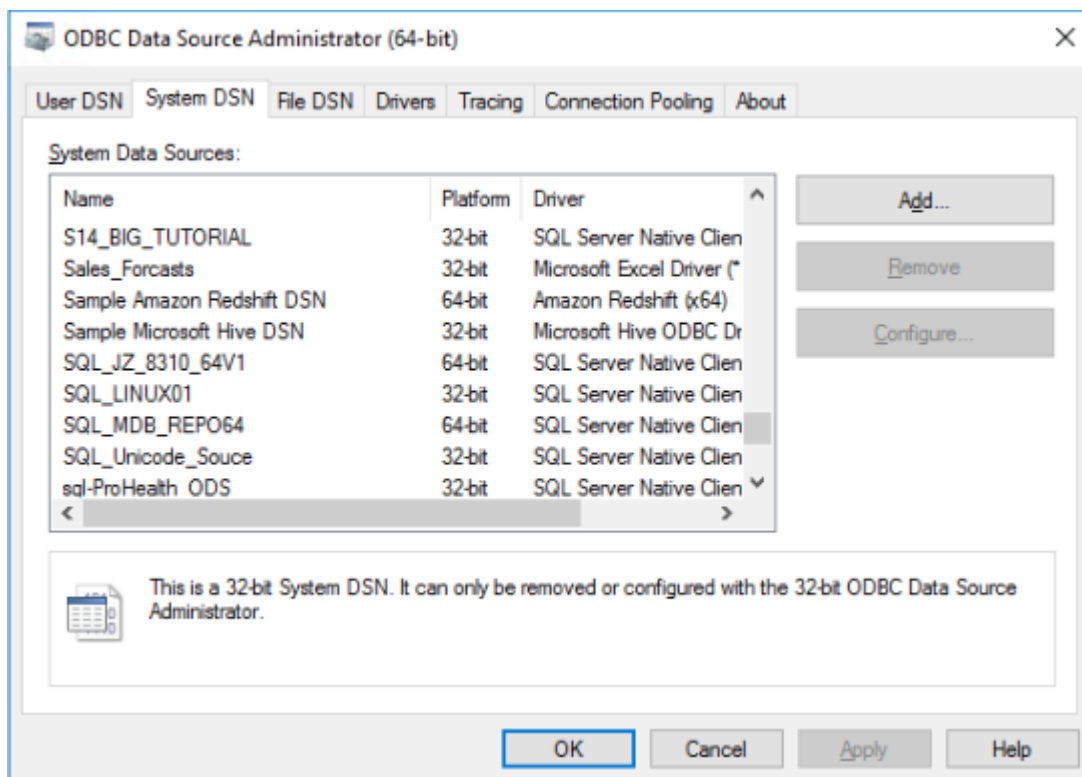 ODBC Data Source Administrator (64-bit)
User DSN System DSN File DSN Drivers Tracing Connection Pooling About
System Data Sources:
Name Platform Driver
S14_BIG_TUTORIAL 32-bit SQL Server Native Clien
Sales_Forcasts 32-bit Microsoft Excel Driver (*
Sample Amazon Redshift DSN 64-bit Amazon Redshift (x64)
Sample Microsoft Hive DSN 32-bit Microsoft Hive ODBC Dr
SQL_JZ_8310_64V1 64-bit SQL Server Native Clien
SQL_LINUX01 32-bit SQL Server Native Clien
SQL_MDB_REPO64 64-bit SQL Server Native Clien
SQL_Unicode_Souce 32-bit SQL Server Native Clien
sql-ProHealth_ODS 32-bit SQL Server Native Clien
Add...
Remove
Configure...
This is a 32-bit System DSN. It can only be removed or configured with the 32-bit ODBC Data Source
Administrator.
OK Cancel Apply Help